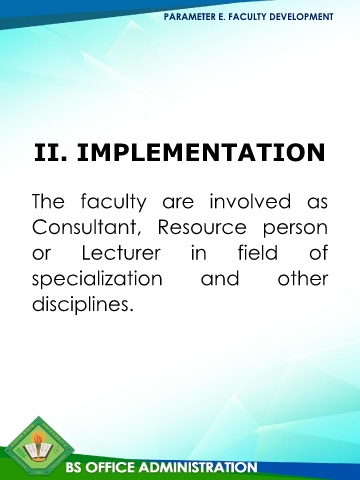 PARAMETER E. FACULTY DEVELOPMENT
II. IMPLEMENTATION
The faculty are involved as
Consultant, Resource person
or Lecturer in field of
specialization and other
disciplines.
BS OFFICE ADMINISTRATION